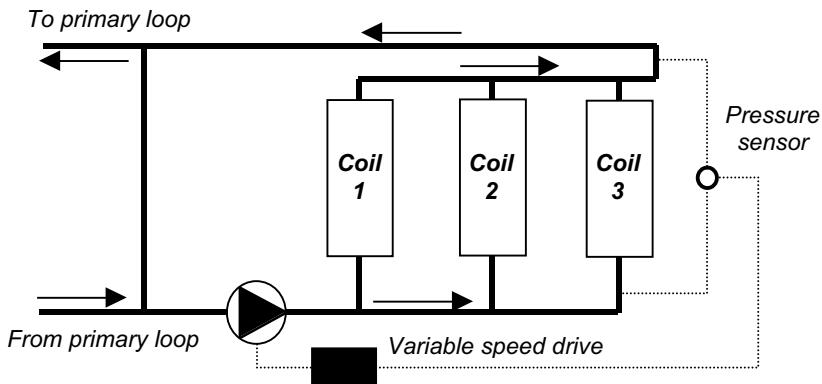 To primary loop
Pressure
sensor
Coil
1
Coil
2
Coil
3
From primary loop
Variable speed drive